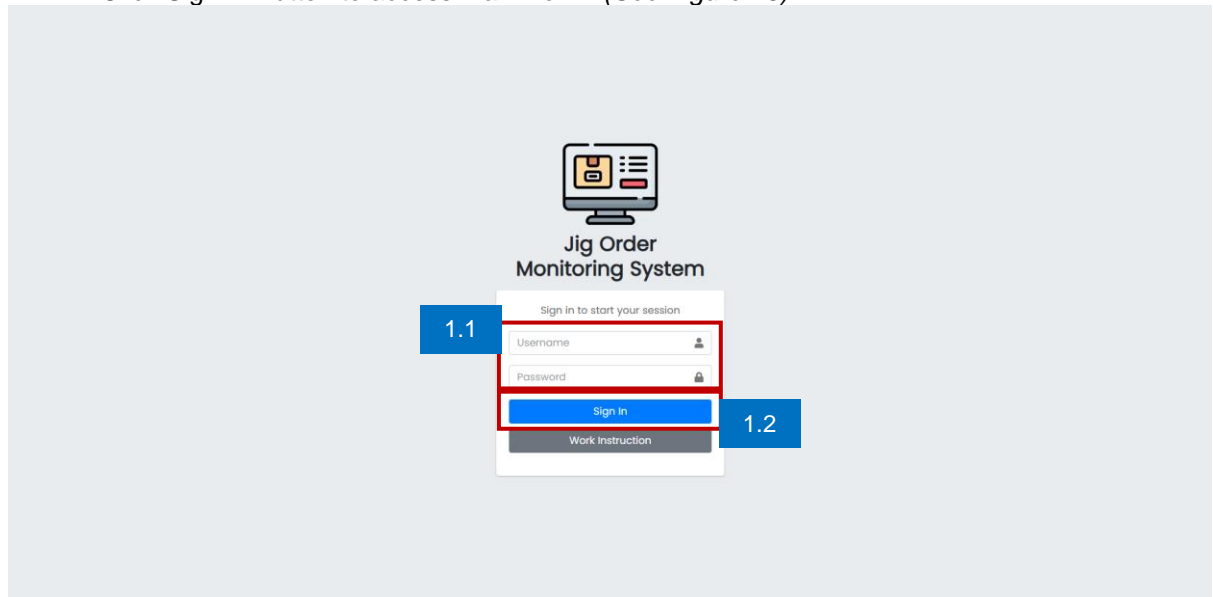 Jig Order
Monitoring System
Sign in to start your session
1.1
Username
Password
Sign In
1.2
Work Instruction